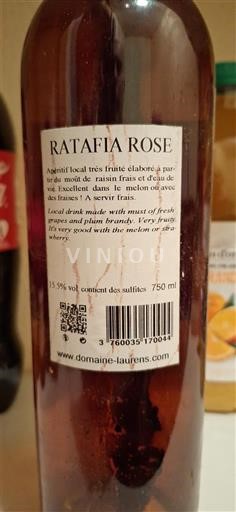 RATAFIA ROSE
Apéritif local très fruité élaboré à par-
tir du moût de raisin frais et d'eau de
vie. Excellent dans le melon ou avec
des fraises ! A servir frais.
Local drink made with must of fresh
grapes and plum brandy. Very fruity.
It's very good with the melon or stra-
wberry.
VINIOU
15.5% vol contient des sulfites 750 ml
3 760035 170044
www.domaine-laurens.com